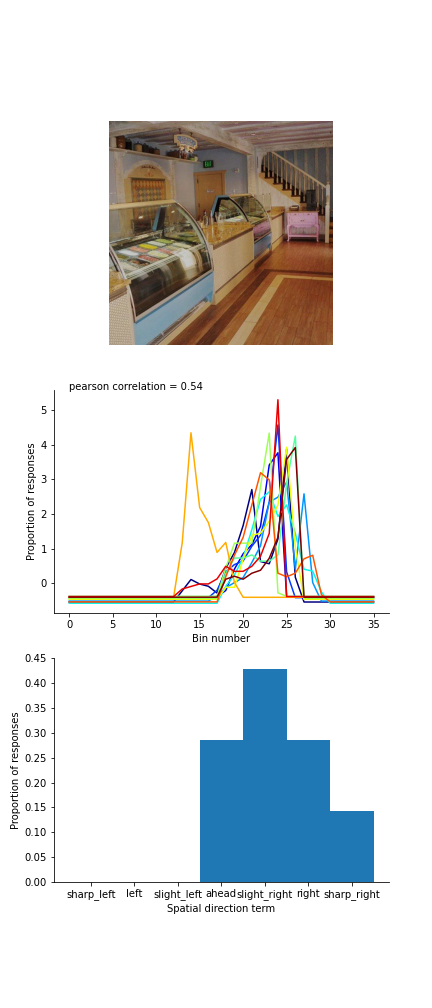 pearson correlation = 0.54
Proportion of responses
5
4
3
2
1
0
0 5 10 15 20 25 30 35
Bin number
Proportion of responses
0.45
0.40
0.35
0.30
0.25
0.20
0.15
0.10
0.05
0.00
sharp_left left slight_left ahead slight_right right sharp_right
Spatial direction term